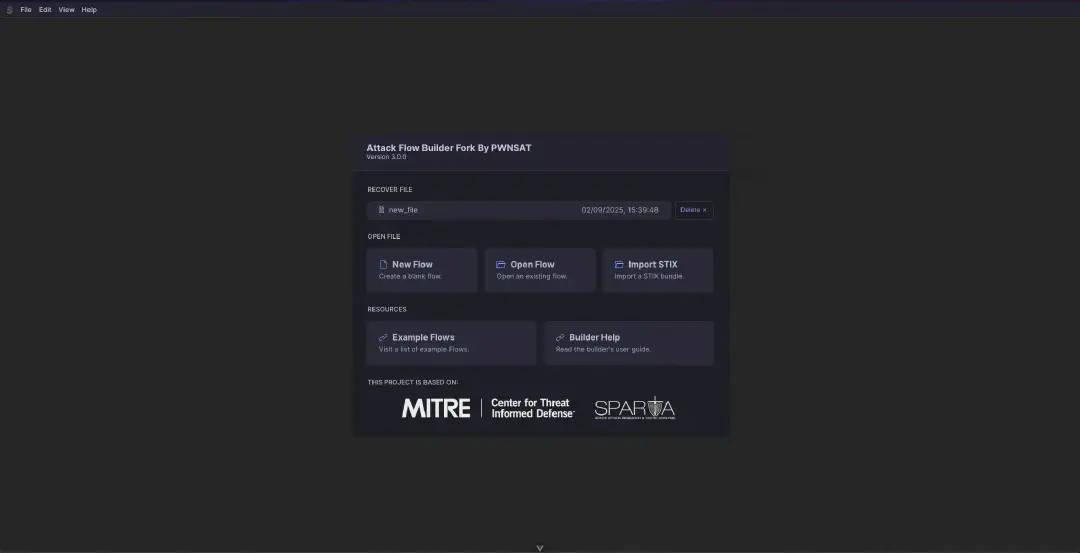 File Edit View Help
Attack Flow Builder Fork By PWNSAT
Version 3.0.0
RECOVER FILE
new_file 02/09/2025, 15:39:48 Delete ×
OPEN FILE
New Flow
Create a blank flow.
Open Flow
Open an existing flow.
Import STIX
Import a STIX bundle.
RESOURCES
Example Flows
Visit a list of example Flows.
Builder Help
Read the builder's user guide.
THIS PROJECT IS BASED ON:
MITRE
Center for Threat
Informed Defense
SPARTA